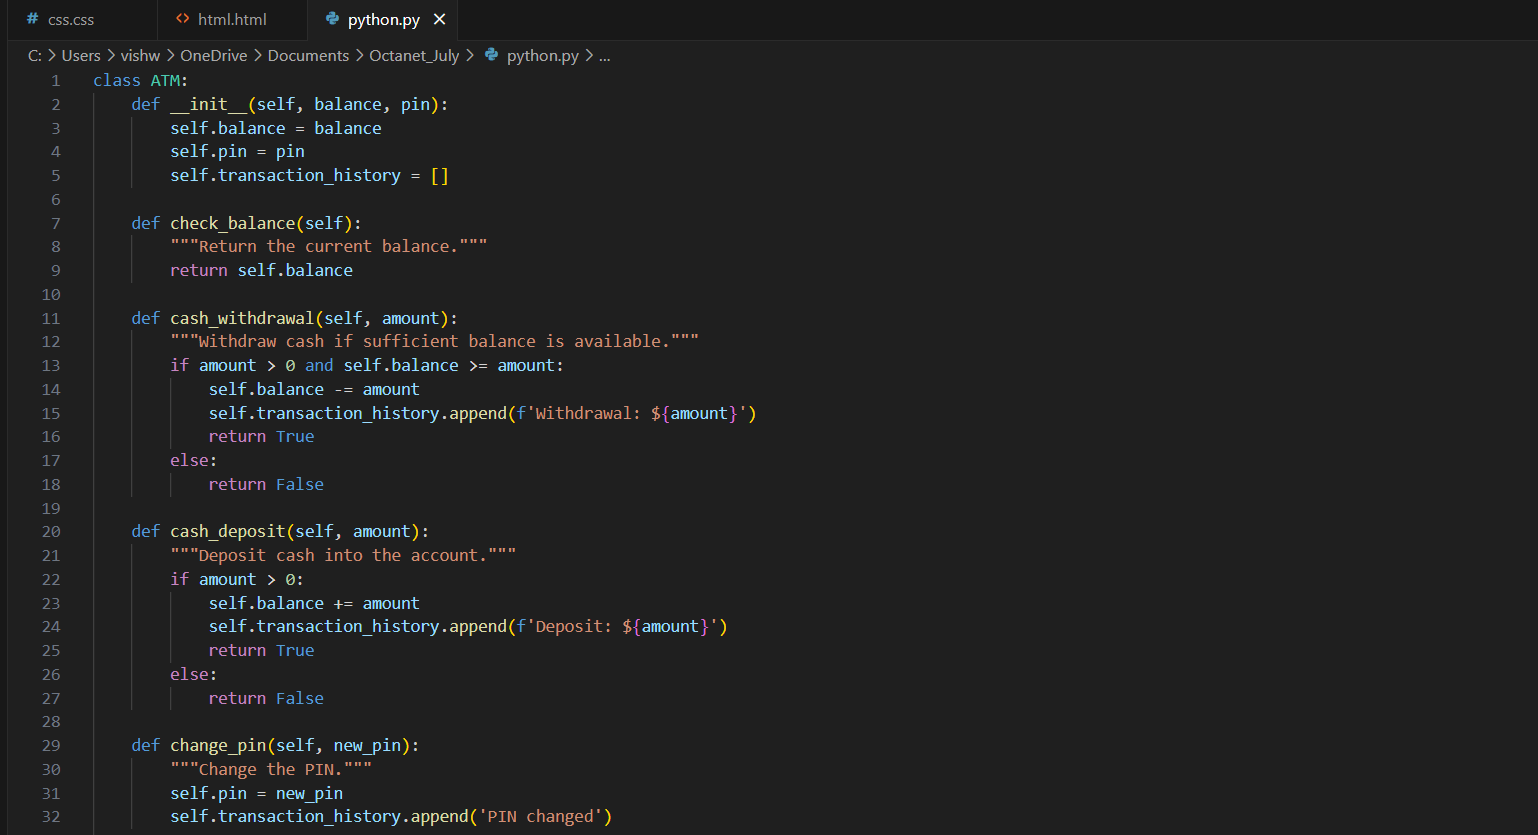 # css.css <> html.html python.py ×
C: > Users > vishw > OneDrive > Documents > Octanet_July > python.py > ...
1 class ATM:
2     def __init__(self, balance, pin):
3         self.balance = balance
4         self.pin = pin
5         self.transaction_history = []
6
7     def check_balance(self):
8         """Return the current balance."""
9         return self.balance
10
11     def cash_withdrawal(self, amount):
12         """Withdraw cash if sufficient balance is available."""
13         if amount > 0 and self.balance >= amount:
14             self.balance -= amount
15             self.transaction_history.append(f'Withdrawal: ${amount}')
16             return True
17         else:
18             return False
19
20     def cash_deposit(self, amount):
21         """Deposit cash into the account."""
22         if amount > 0:
23             self.balance += amount
24             self.transaction_history.append(f'Deposit: ${amount}')
25             return True
26         else:
27             return False
28
29     def change_pin(self, new_pin):
30         """Change the PIN."""
31         self.pin = new_pin
32         self.transaction_history.append('PIN changed')